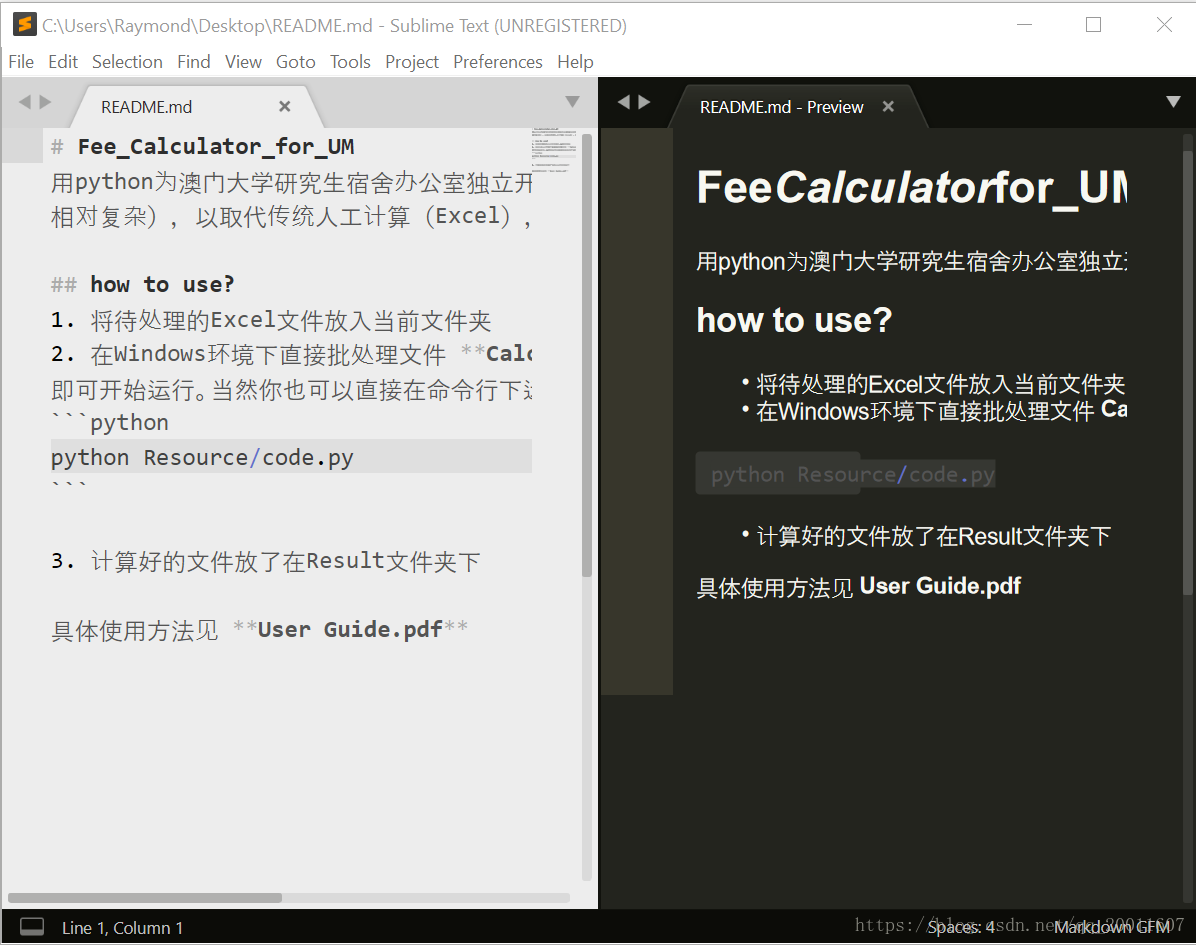 C:\Users\Raymond\Desktop\README.md - Sublime Text (UNREGISTERED)
File Edit Selection Find View Goto Tools Project Preferences Help
README.md
# Fee_Calculator_for_UM
用python为澳门大学研究生宿舍办公室独立开
相对复杂），以取代传统人工计算（Excel），
## how to use?
1. 将待处理的Excel文件放入当前文件夹
2. 在Windows环境下直接批处理文件 **Calc
即可开始运行。当然你也可以直接在命令行下运
```python
python Resource/code.py
```
3. 计算好的文件放了在Result文件夹下
具体使用方法见 **User Guide.pdf**
README.md - Preview
FeeCalculatorfor_UM
用python为澳门大学研究生宿舍办公室独立开
how to use?
• 将待处理的Excel文件放入当前文件夹
• 在Windows环境下直接批处理文件 Ca
python Resource/code.py
• 计算好的文件放了在Result文件夹下
具体使用方法见 User Guide.pdf
Line 1, Column 1
Spaces: 4
Markdown GFM